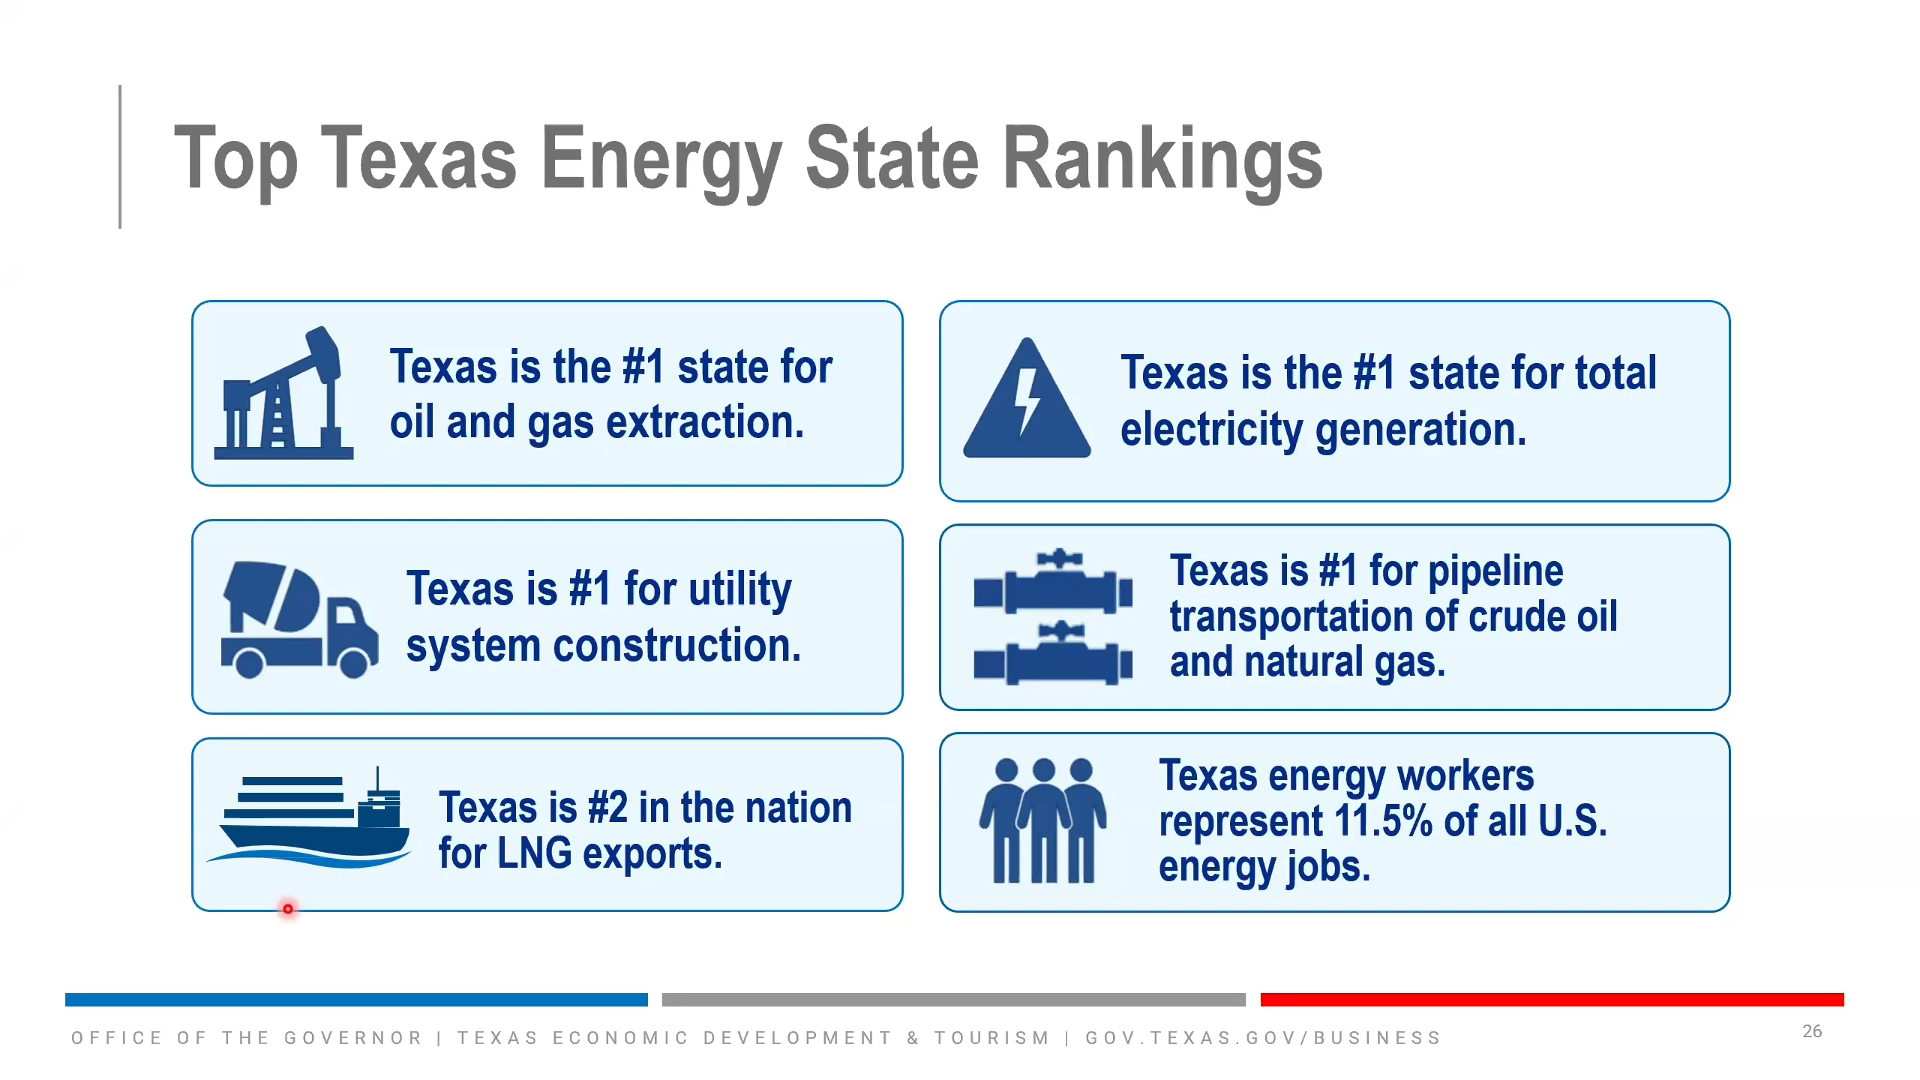 Top Texas Energy State Rankings
Texas is the #1 state for
oil and gas extraction.
Texas is the #1 state for total
electricity generation.
Texas is #1 for utility
system construction.
Texas is #1 for pipeline
transportation of crude oil
and natural gas.
Texas is #2 in the nation
for LNG exports.
Texas energy workers
represent 11.5% of all U.S.
energy jobs.
OFFICE OF THE GOVERNOR | TEXAS ECONOMIC DEVELOPMENT & TOURISM | GOV.TEXAS.GOV/BUSINESS
26